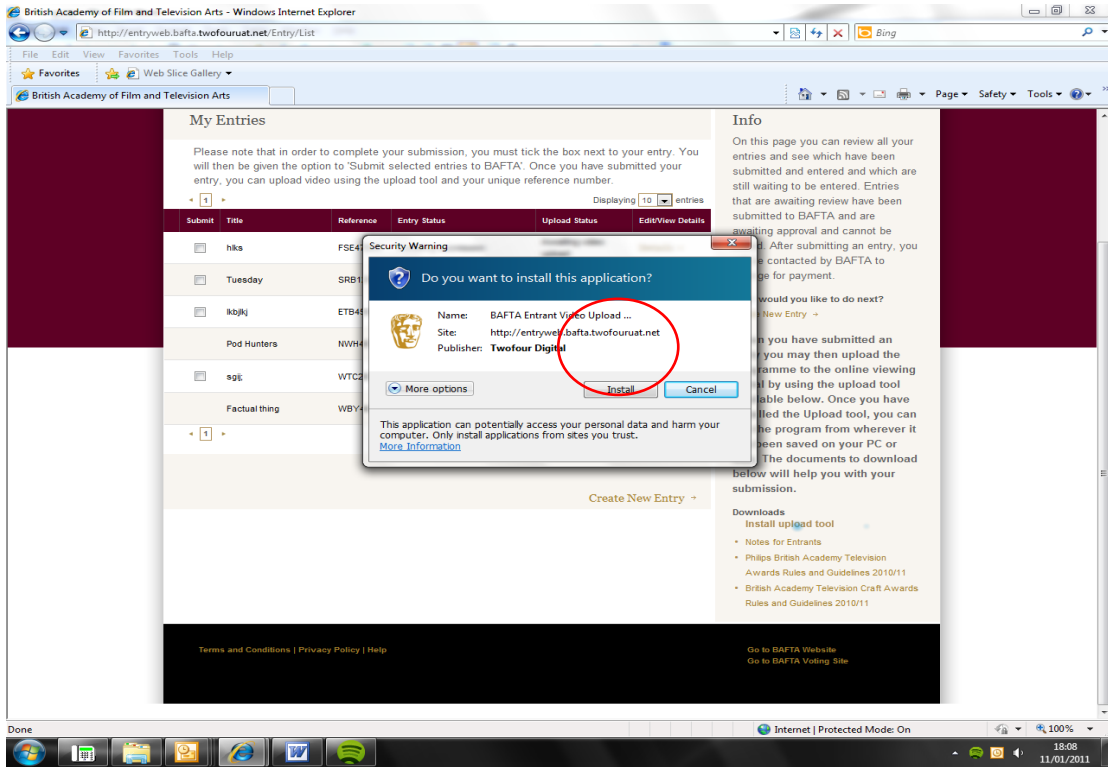 British Academy of Film and Television Arts - Windows Internet Explorer
http://entryweb.bafta.twofouruat.net/Entry/List
Bing
File Edit View Favorites Tools Help
Favorites Web Slice Gallery
British Academy of Film and Television Arts
Page Safety Tools
My Entries
Please note that in order to complete your submission, you must tick the box next to your entry. You
will then be given the option to 'Submit selected entries to BAFTA'. Once you have submitted your
entry, you can upload video using the upload tool and your unique
reference number.
1
Displaying 10 entries
Submit Title Reference Entry Status Upload Status Edit/View Details
hlks FSE4
Tuesday SRB1
lkbjlkj
Pod Hunters NWH4
sgij; WTC2
Factual thing WBY
1
Create New Entry
Security Warning
Do you want to install this application?
Name: BAFTA Entrant Video Upload ...
Site: http://entryweb.bafta.twofouruat.net
Publisher: Twofour Digital
More options Install Cancel
This application can potentially access your personal data and harm your
computer. Only install applications from sites you trust.
More Information
Info
On this page you can review all your
entries and see which have been
submitted and entered and which are
still waiting to be entered. Entries
that are awaiting review have been
submitted to BAFTA and are
awaiting approval and cannot be
After submitting an entry, you
contacted by BAFTA to
for payment.
would you like to do next?
New Entry
you have submitted an
you may then upload the
to the online viewing
by using the upload tool
below. Once you have
the Upload tool, you can
program from wherever it
been saved on your PC or
The documents to download
below will help you with your
submission.
Downloads
Install upload tool
Notes for Entrants
Philips British Academy Television
Awards Rules and Guidelines 2010/11
British Academy Television Craft Awards
Rules and Guidelines 2010/11
Terms and Conditions | Privacy Policy | Help
Go to BAFTA Website
Go to BAFTA Voting Site
Done
Internet | Protected Mode: On
100%
18:08
11/01/2011